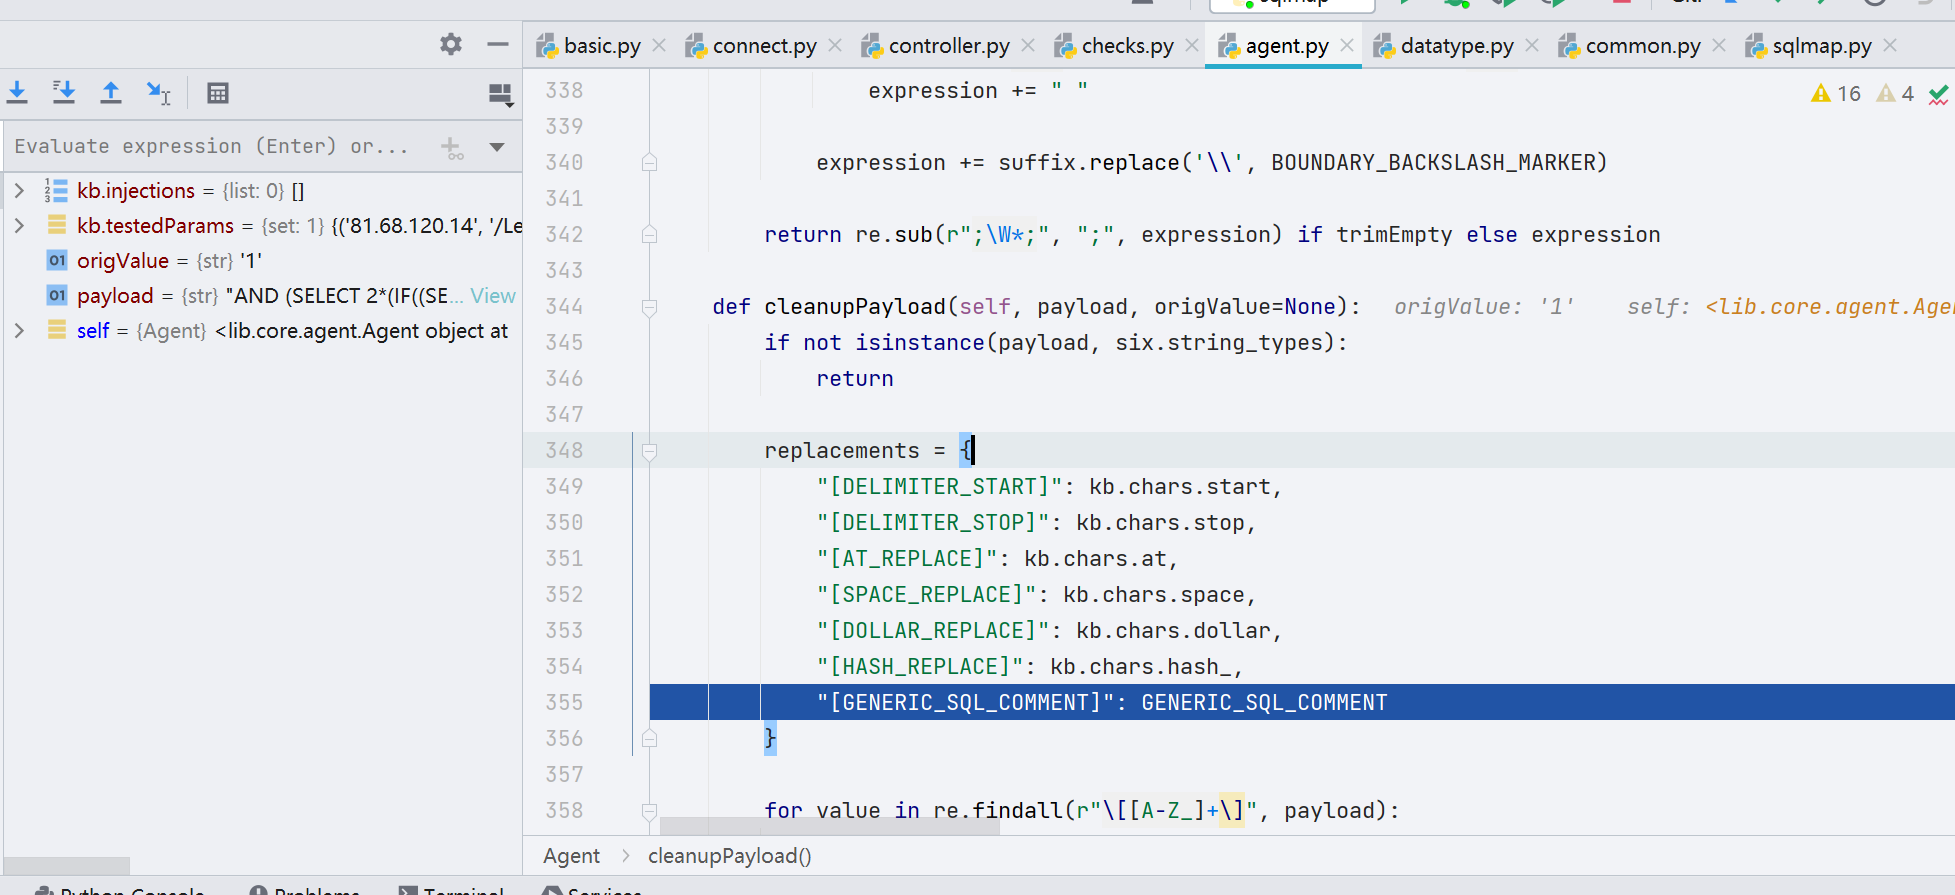 basic.py connect.py controller.py checks.py agent.py datatype.py common.py sqlmap.py
Evaluate expression (Enter) or...
kb.injections = {list: 0} []
kb.testedParams = {set: 1} {('81.68.120.14', '/Le
01 origValue = {str} '1'
01 payload = {str} "AND (SELECT 2*(IF((SE... View
self = {Agent} <lib.core.agent.Agent object at
16 4
338 expression += " "
339
340 expression += suffix.replace('\\', BOUNDARY_BACKSLASH_MARKER)
341
342 return re.sub(r";\W*;", ";", expression) if trimEmpty else expression
343
344 def cleanupPayload(self, payload, origValue=None): origValue: '1' self: <lib.core.agent.Age
345 if not isinstance(payload, six.string_types):
346 return
347
348 replacements = {
349 "[DELIMITER_START]": kb.chars.start,
350 "[DELIMITER_STOP]": kb.chars.stop,
351 "[AT_REPLACE]": kb.chars.at,
352 "[SPACE_REPLACE]": kb.chars.space,
353 "[DOLLAR_REPLACE]": kb.chars.dollar,
354 "[HASH_REPLACE]": kb.chars.hash_,
355 "[GENERIC_SQL_COMMENT]": GENERIC_SQL_COMMENT
356 }
357
358 for value in re.findall(r"\[[A-Z_]+\]", payload):
Agent > cleanupPayload()
Python Console Problems Terminal Services